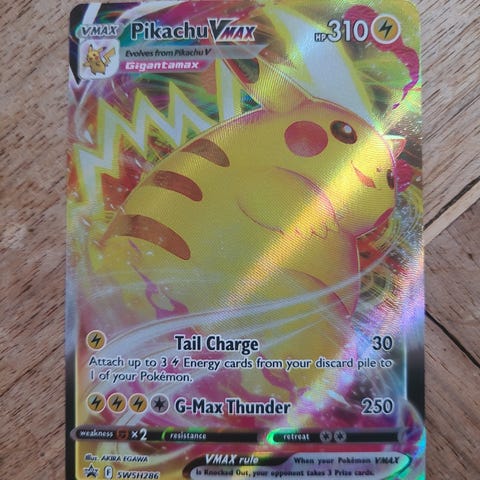 VMAX Pikachu VMAX HP 310
Evolves from Pikachu V
Gigantamax
Tail Charge 30
Attach up to 3 Energy cards from your discard pile to
1 of your Pokémon.
G-Max Thunder 250
weakness ×2 resistance retreat
Illus. AKIRA EGAWA
F SWSH286
VMAX rule When your Pokémon VMAX
is Knocked Out, your opponent takes 3 Prize cards.